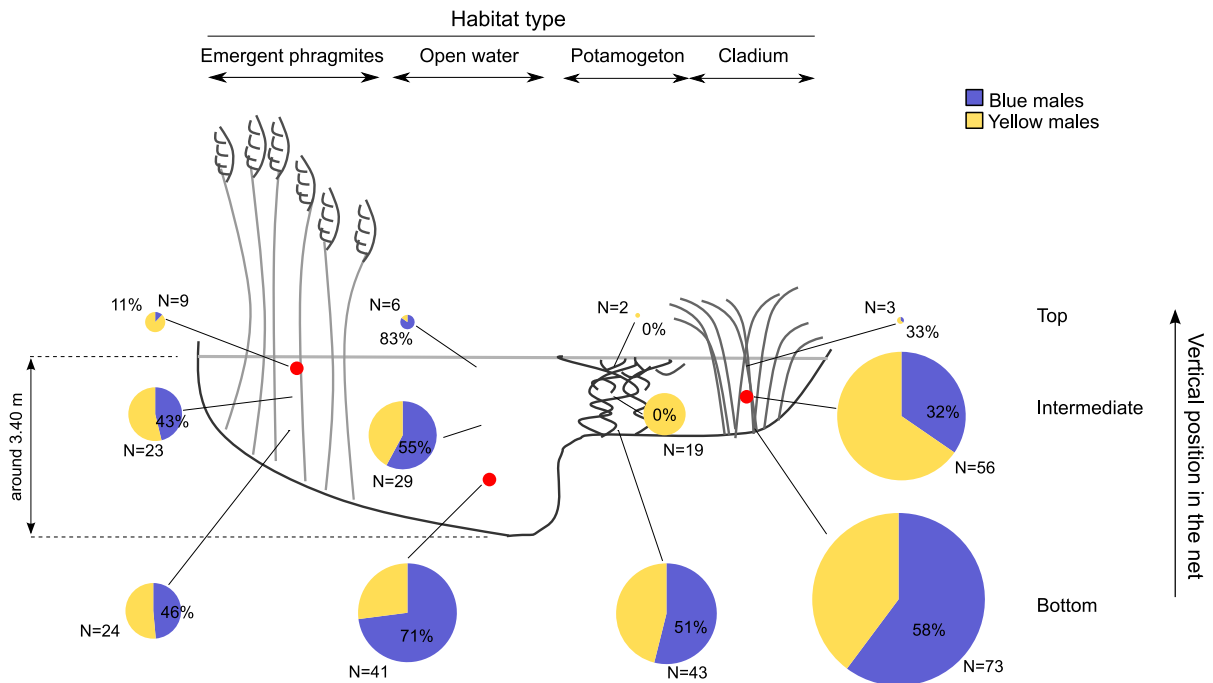 Habitat type
Emergent phragmites Open water Potamogeton Cladium
Blue males
Yellow males
11% N=9 N=6 83% N=2 0% N=3 33% Top
around 3.40 m
43% N=23 55% N=29 0% N=19 32% N=56 Intermediate
Vertical position in the net
46% N=24 71% N=41 51% N=43 58% N=73 Bottom